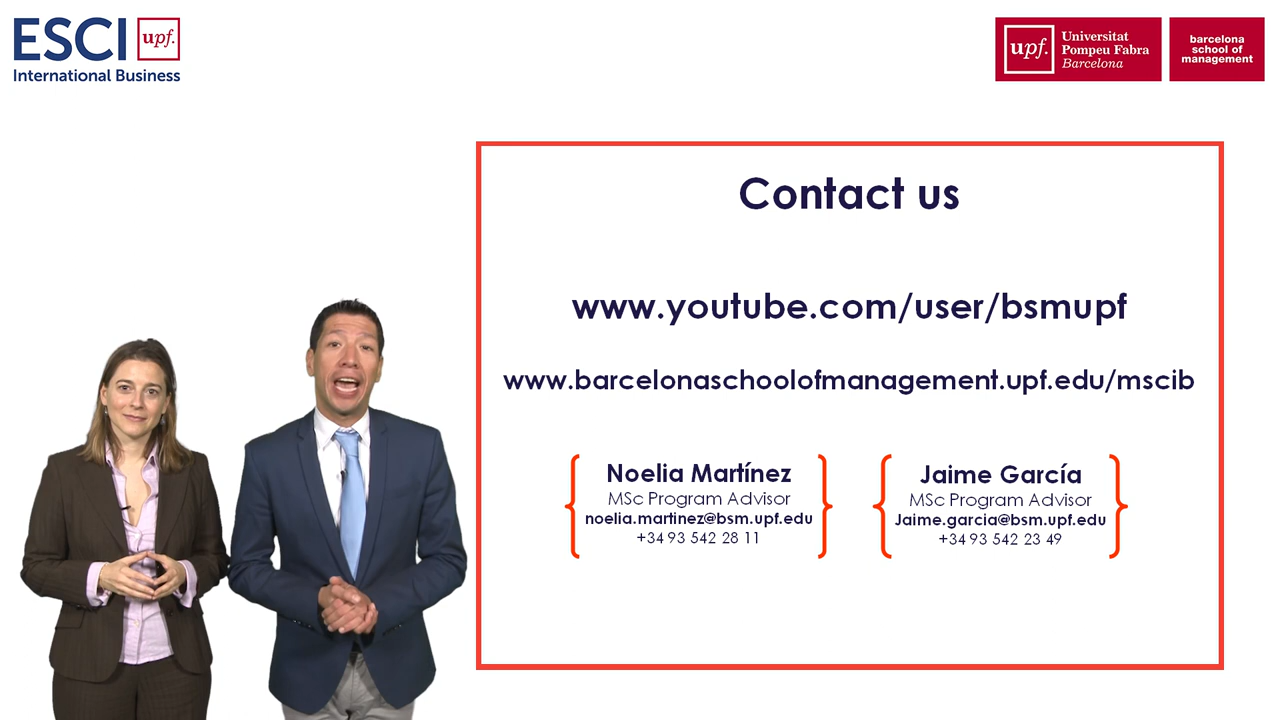 ESCI upf.
International Business
upf. Universitat
Pompeu Fabra
Barcelona
barcelona
school of
management
Contact us
www.youtube.com/user/bsmupf
www.barcelonaschoolofmanagement.upf.edu/mscib
Noelia Martínez
MSc Program Advisor
noelia.martinez@bsm.upf.edu
+34 93 542 28 11
Jaime García
MSc Program Advisor
Jaime.garcia@bsm.upf.edu
+34 93 542 23 49